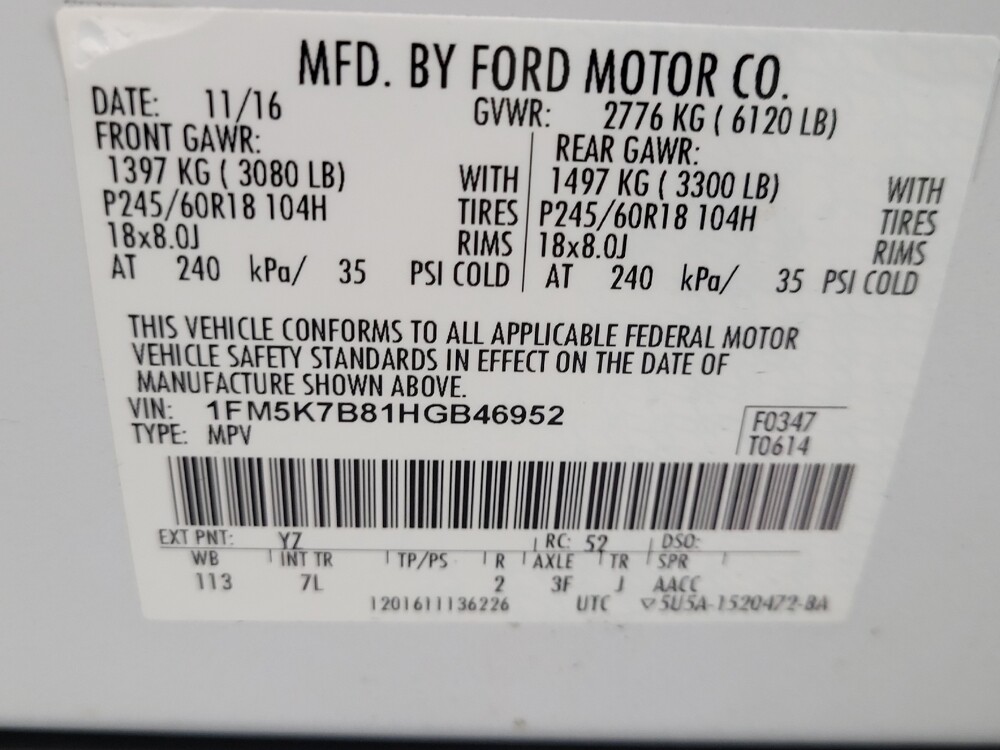 MFD. BY FORD MOTOR CO.
DATE: 11/16 GVWR: 2776 KG ( 6120 LB)
FRONT GAWR: REAR GAWR:
1397 KG ( 3080 LB) WITH 1497 KG ( 3300 LB) WITH
P245/60R18 104H TIRES P245/60R18 104H TIRES
18x8.0J RIMS 18x8.0J RIMS
AT 240 kPa/ 35 PSI COLD AT 240 kPa/ 35 PSI COLD
THIS VEHICLE CONFORMS TO ALL APPLICABLE FEDERAL MOTOR
VEHICLE SAFETY STANDARDS IN EFFECT ON THE DATE OF
MANUFACTURE SHOWN ABOVE.
VIN: 1FM5K7B81HGB46952 F0347
TYPE: MPV T0614
EXT PNT: YZ RC: 52 DSO:
WB INT TR TP/PS R AXLE TR SPR
113 7L 2 3F J AACC
1201611136226 UTC ▽5U5A-1520472-BA